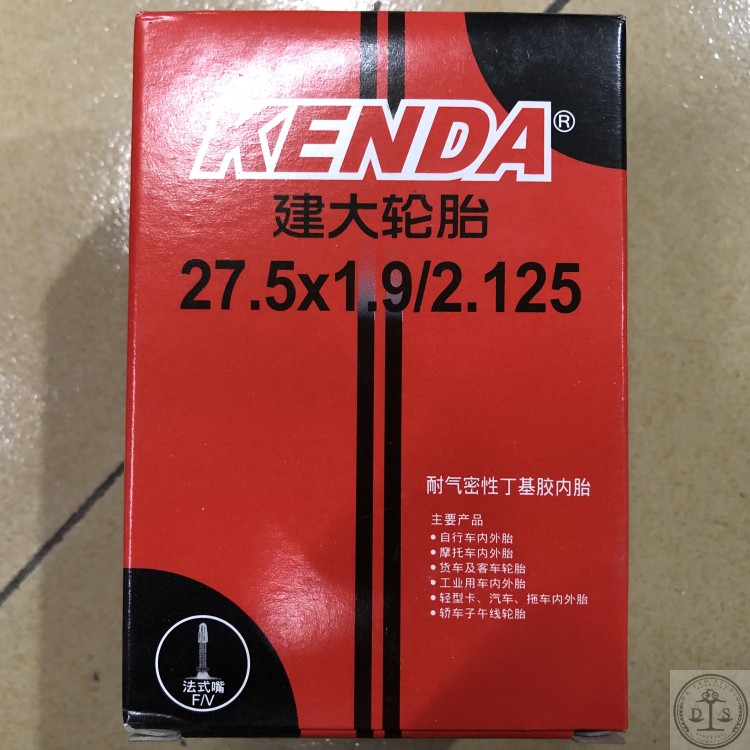 KENDA®
建大轮胎
27.5x1.9/2.125
耐气密性丁基胶内胎
主要产品
●自行车内外胎
●摩托车内外胎
●货车及客车轮胎
●工业用车内外胎
●轻型卡、汽车、拖车内外胎
●轿车子午线轮胎
法式嘴
F/V
D S